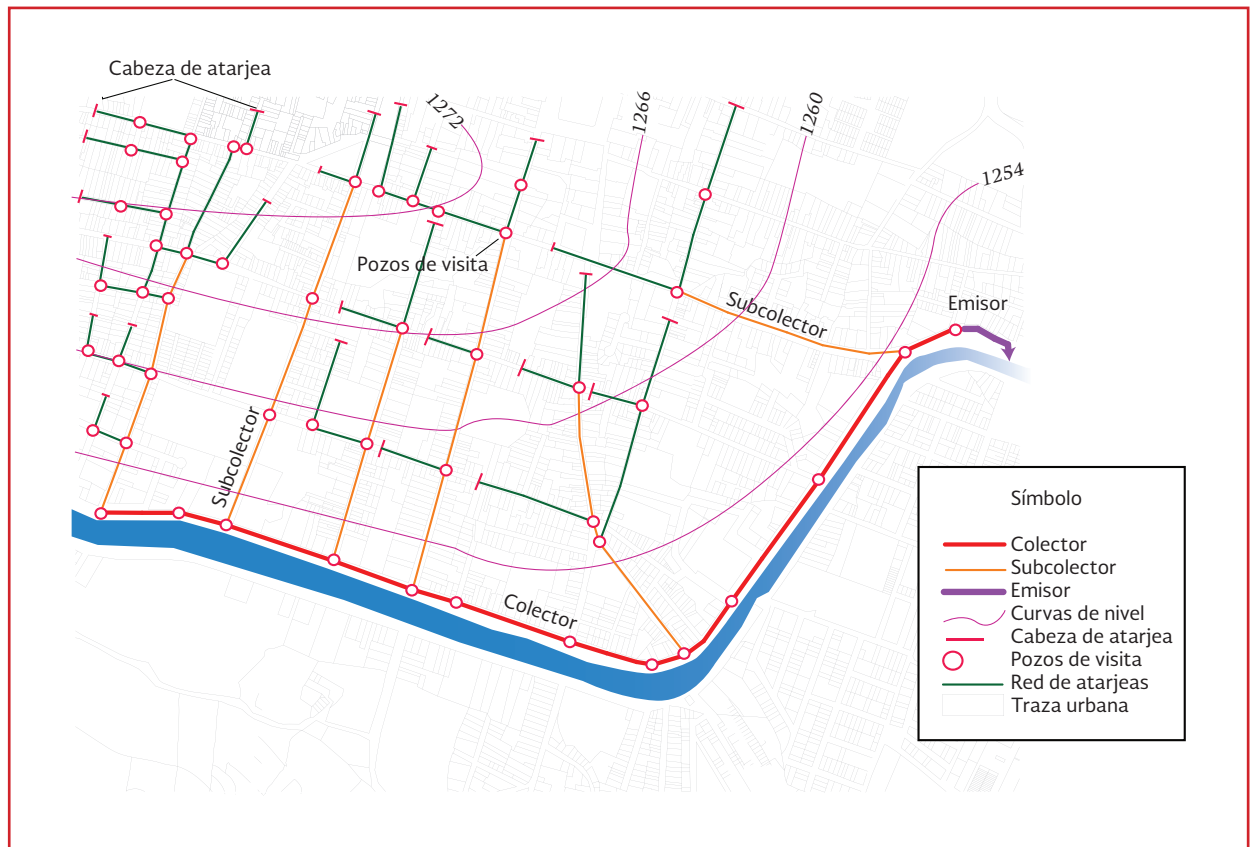 Cabeza de atarjea
1272
1266
1260
1254
Pozos de visita
Subcolector
Emisor
Subcolector
Colector
Símbolo
Colector
Subcolector
Emisor
Curvas de nivel
Cabeza de atarjea
Pozos de visita
Red de atarjeas
Traza urbana